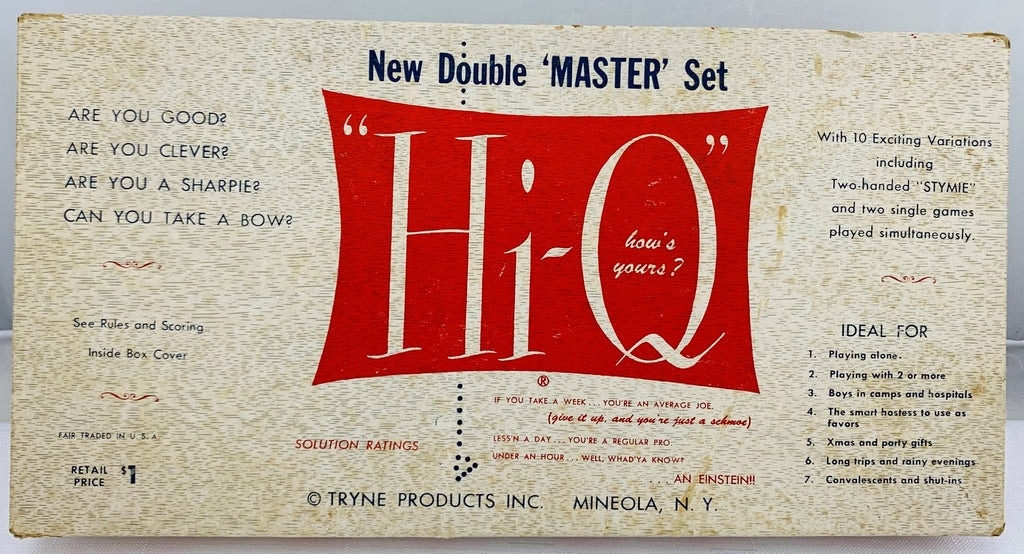 New Double 'MASTER' Set
ARE YOU GOOD?
ARE YOU CLEVER?
ARE YOU A SHARPIE?
CAN YOU TAKE A BOW?
See Rules and Scoring
Inside Box Cover
FAIR TRADED IN U.S.A.
RETAIL PRICE $1
"Hi-Q"
how's
yours?
®
With 10 Exciting Variations
including
Two-handed "STYMIE"
and two single games
played simultaneously.
IDEAL FOR
1. Playing alone.
2. Playing with 2 or more
3. Boys in camps and hospitals
4. The smart hostess to use as
favors
5. Xmas and party gifts
6. Long trips and rainy evenings
7. Convalescents and shut-ins
SOLUTION RATINGS
IF YOU TAKE A WEEK... YOU'RE AN AVERAGE JOE.
(give it up, and you're just a schmoe)
LESS'N A DAY... YOU'RE A REGULAR PRO.
UNDER AN HOUR... WELL, WHAD'YA KNOW?
... AN EINSTEIN!!
© TRYNE PRODUCTS INC. MINEOLA, N. Y.